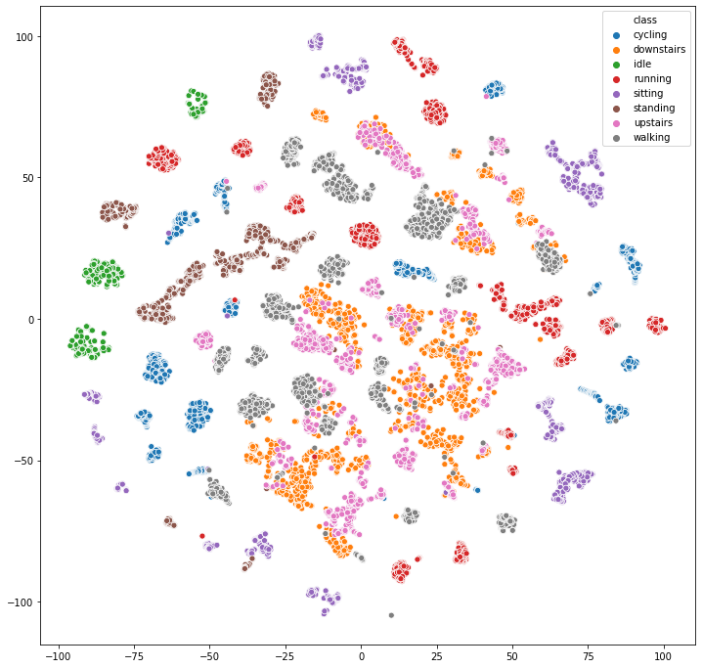 class
cycling
downstairs
idle
running
sitting
standing
upstairs
walking
100
50
0
−50
−100
−100 −75 −50 −25 0 25 50 75 100